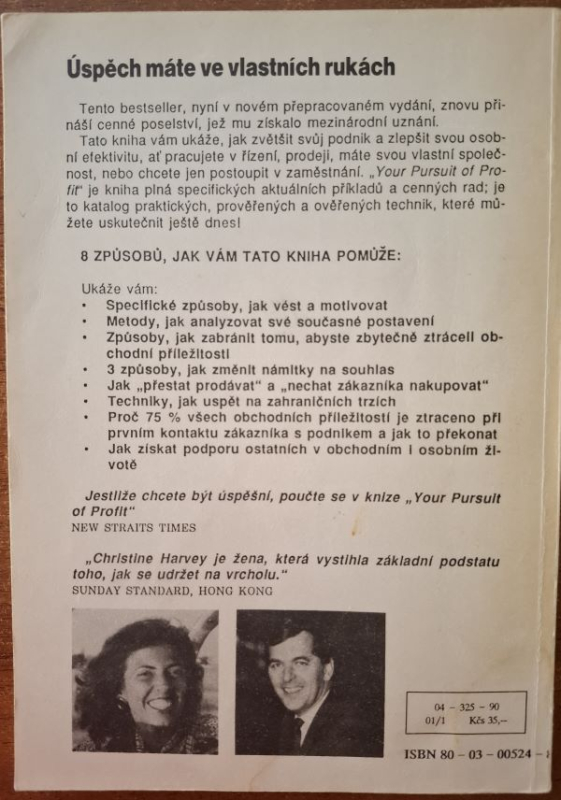 Úspěch máte ve vlastních rukách
Tento bestseller, nyní v novém přepracovaném vydání, znovu při-
náší cenné poselství, jež mu získalo mezinárodní uznání.
Tato kniha vám ukáže, jak zvětšit svůj podnik a zlepšit svou osob-
ní efektivitu, ať pracujete v řízení, prodeji, máte svou vlastní společ-
nost, nebo chcete jen postoupit v zaměstnání. „Your Pursuit of Pro-
fit“ je kniha plná specifických aktuálních příkladů a cenných rad; je
to katalog praktických, prověřených a ověřených technik, které mů-
žete uskutečnit ještě dnes!
8 ZPŮSOBŮ, JAK VÁM TATO KNIHA POMŮŽE:
Ukáže vám:
• Specifické způsoby, jak vést a motivovat
• Metody, jak analyzovat své současné postavení
• Způsoby, jak zabránit tomu, abyste zbytečně ztráceli ob-
chodní příležitosti
• 3 způsoby, jak změnit námitky na souhlas
• Jak „přestat prodávat“ a „nechat zákazníka nakupovat“
• Techniky, jak uspět na zahraničních trzích
• Proč 75 % všech obchodních příležitostí je ztraceno při
prvním kontaktu zákazníka s podnikem a jak to překonat
• Jak získat podporu ostatních v obchodním i osobním ži-
votě
Jestliže chcete být úspěšní, poučte se v knize „Your Pursuit
of Profit“
NEW STRAITS TIMES
„Christine Harvey je žena, která vystihla základní podstatu
toho, jak se udržet na vrcholu.“
SUNDAY STANDARD, HONG KONG
04 – 325 – 90
01/1 Kčs 35,–
ISBN 80 – 03 – 00524 –